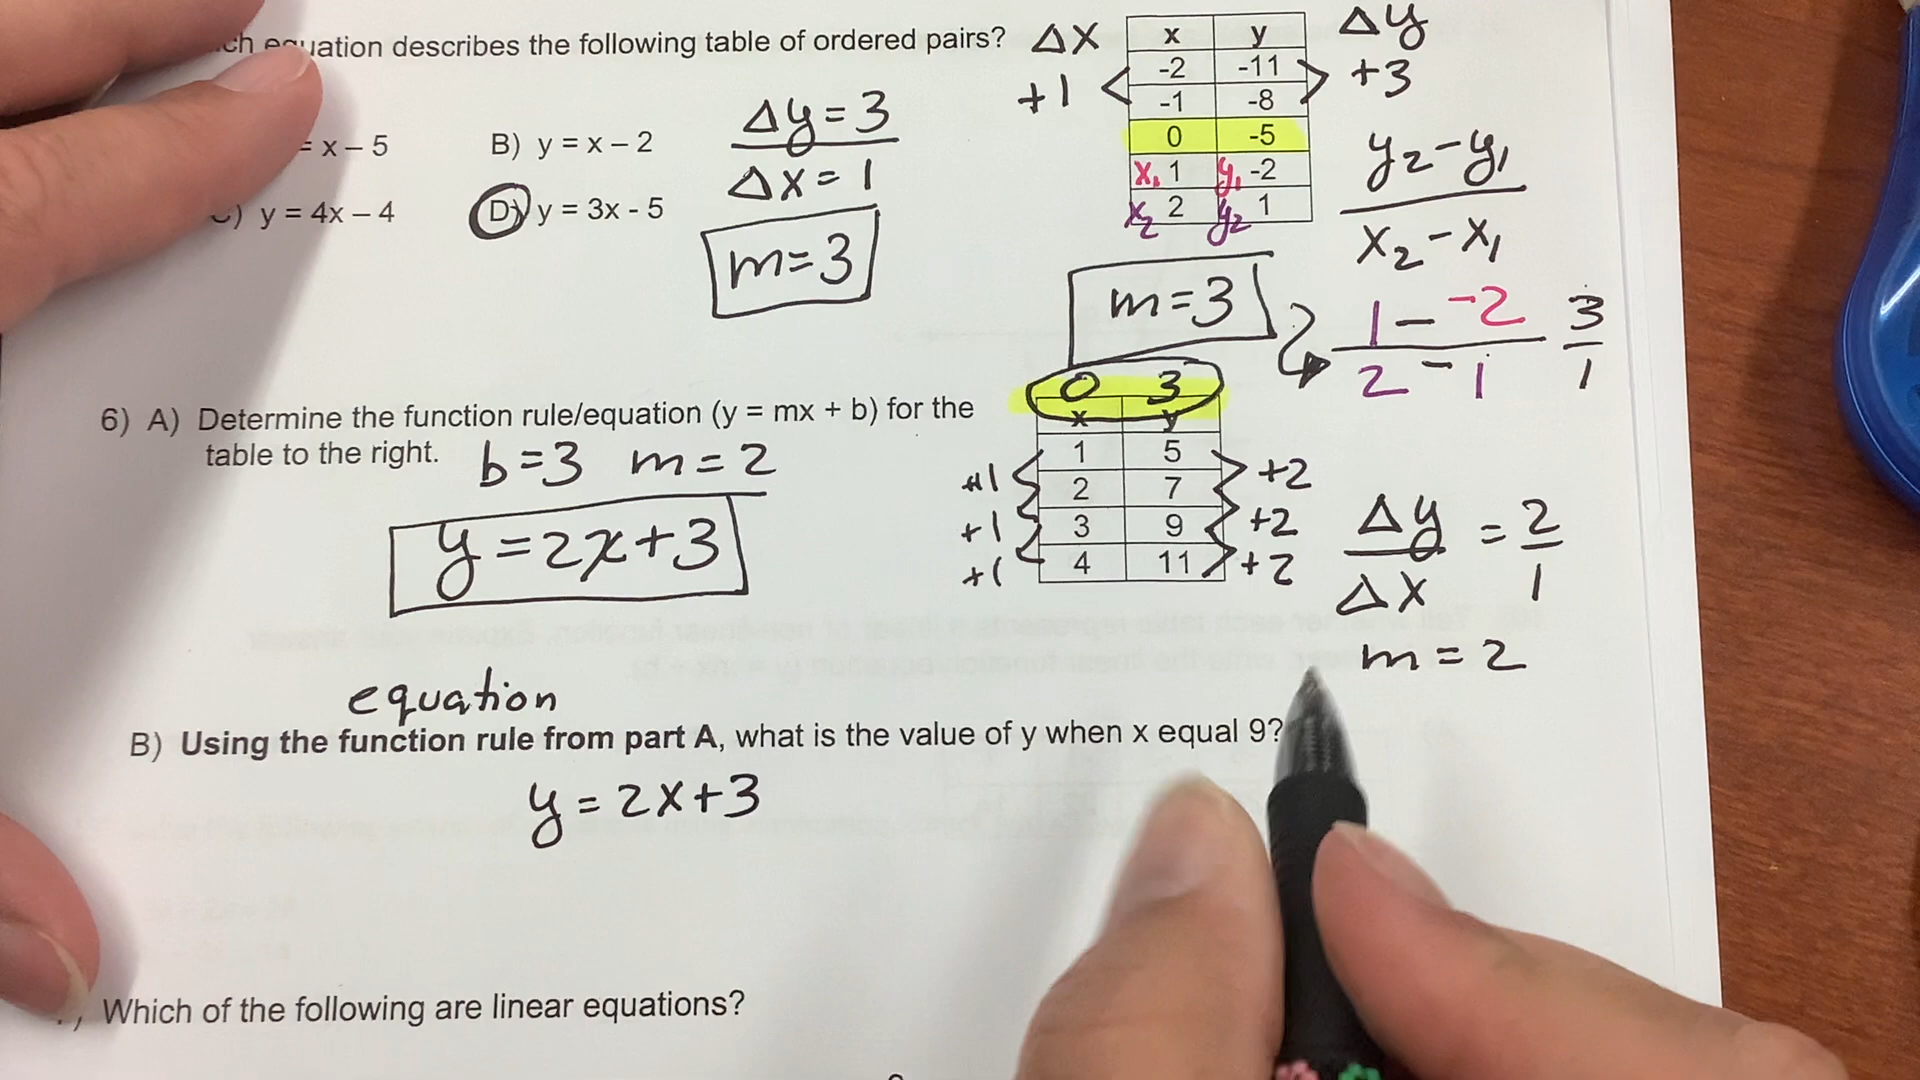 equation describes the following table of ordered pairs? Δx x y Δy
+1 -2 -11 +3
-1 -8
0 -5
x₁ 1 y₁ -2
x₂ 2 y₂ 1
= x – 5 B) y = x – 2
) y = 4x – 4 D) y = 3x - 5
Δy = 3
Δx = 1
m=3
y₂-y₁
x₂-x₁
m=3
1 - -2 3
2 - 1 1
0 3
6) A) Determine the function rule/equation (y = mx + b) for the
table to the right. b=3 m=2
y=2x+3
x y
1 5
2 7
3 9
4 11
+1 +2
+1 +2
+1 +2
Δy = 2
Δx 1
m=2
equation
B) Using the function rule from part A, what is the value of y when x equal 9?
y=2x+3
Which of the following are linear equations?